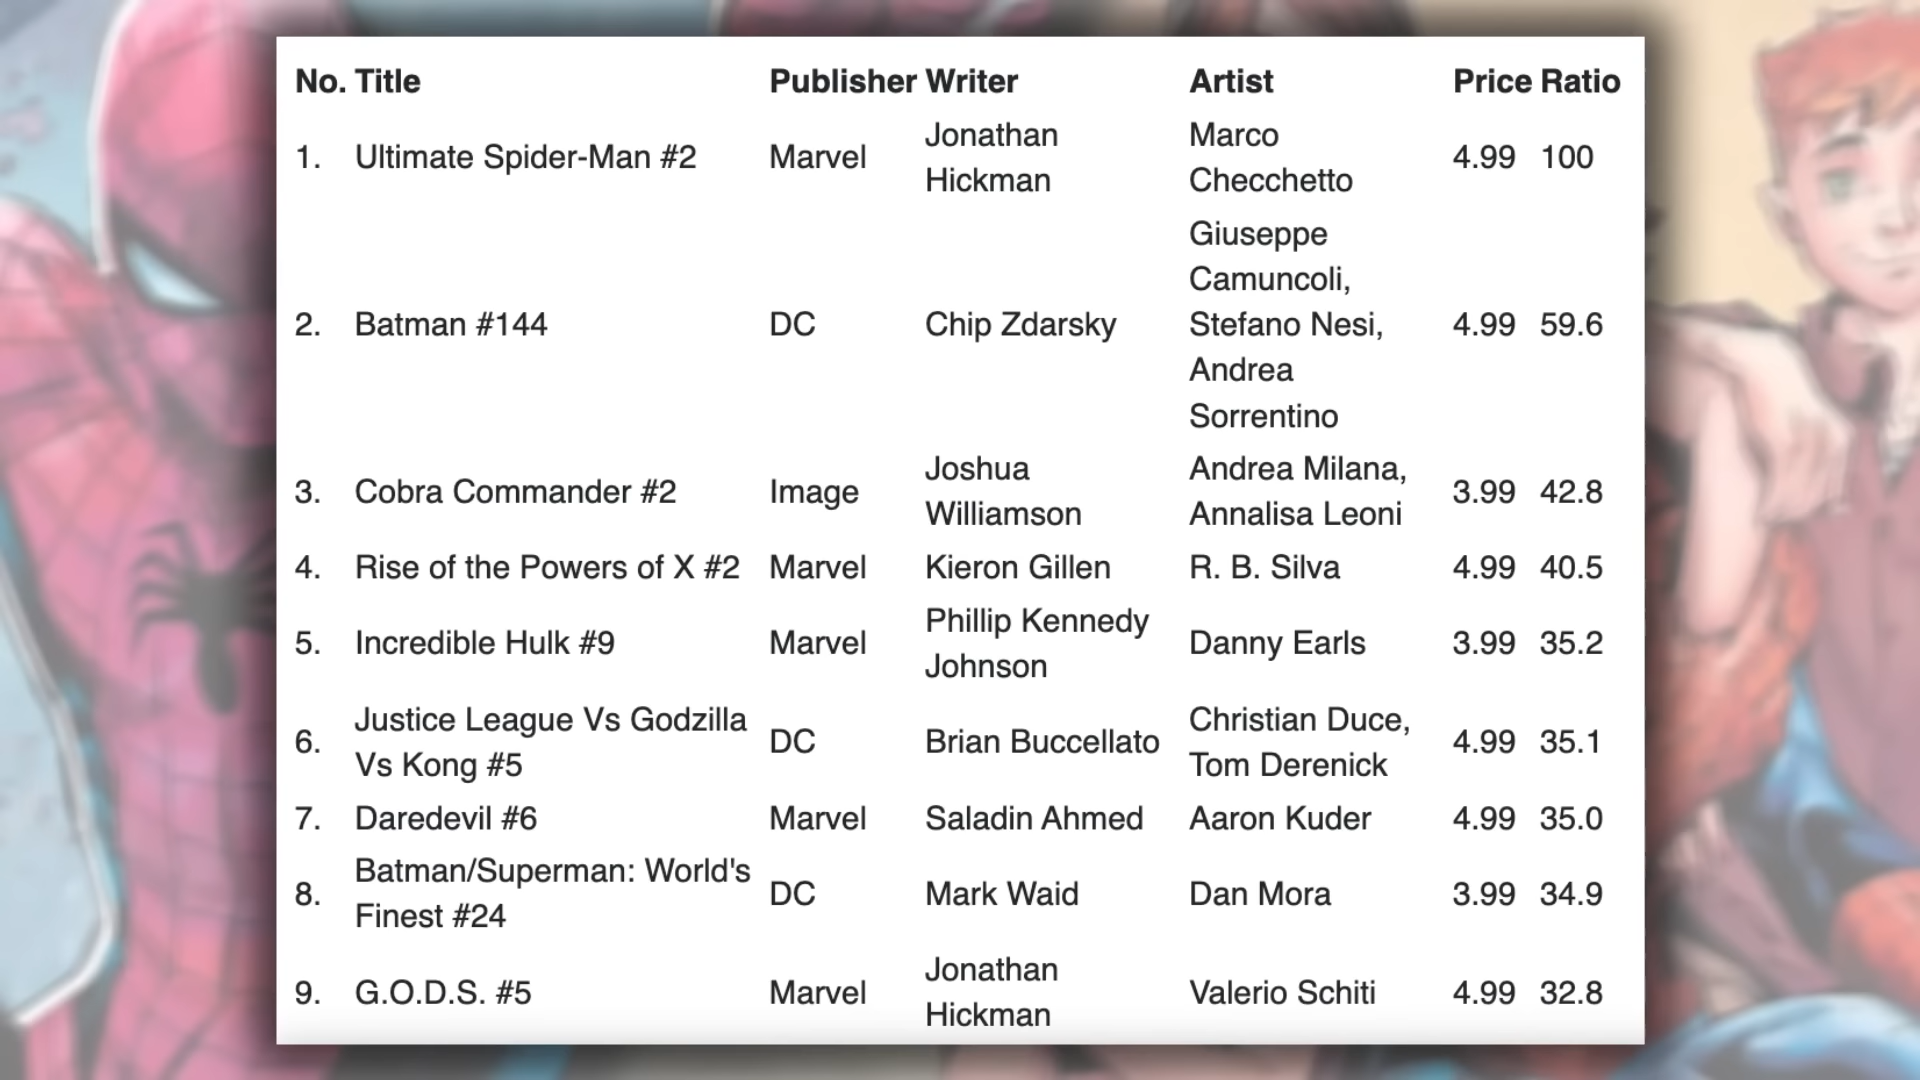 No. Title Publisher Writer Artist Price Ratio
1. Ultimate Spider-Man #2 Marvel Jonathan Hickman Marco Checchetto 4.99 100
2. Batman #144 DC Chip Zdarsky Giuseppe Camuncoli, Stefano Nesi, Andrea Sorrentino 4.99 59.6
3. Cobra Commander #2 Image Joshua Williamson Andrea Milana, Annalisa Leoni 3.99 42.8
4. Rise of the Powers of X #2 Marvel Kieron Gillen R. B. Silva 4.99 40.5
5. Incredible Hulk #9 Marvel Phillip Kennedy Johnson Danny Earls 3.99 35.2
6. Justice League Vs Godzilla Vs Kong #5 DC Brian Buccellato Christian Duce, Tom Derenick 4.99 35.1
7. Daredevil #6 Marvel Saladin Ahmed Aaron Kuder 4.99 35.0
8. Batman/Superman: World's Finest #24 DC Mark Waid Dan Mora 3.99 34.9
9. G.O.D.S. #5 Marvel Jonathan Hickman Valerio Schiti 4.99 32.8